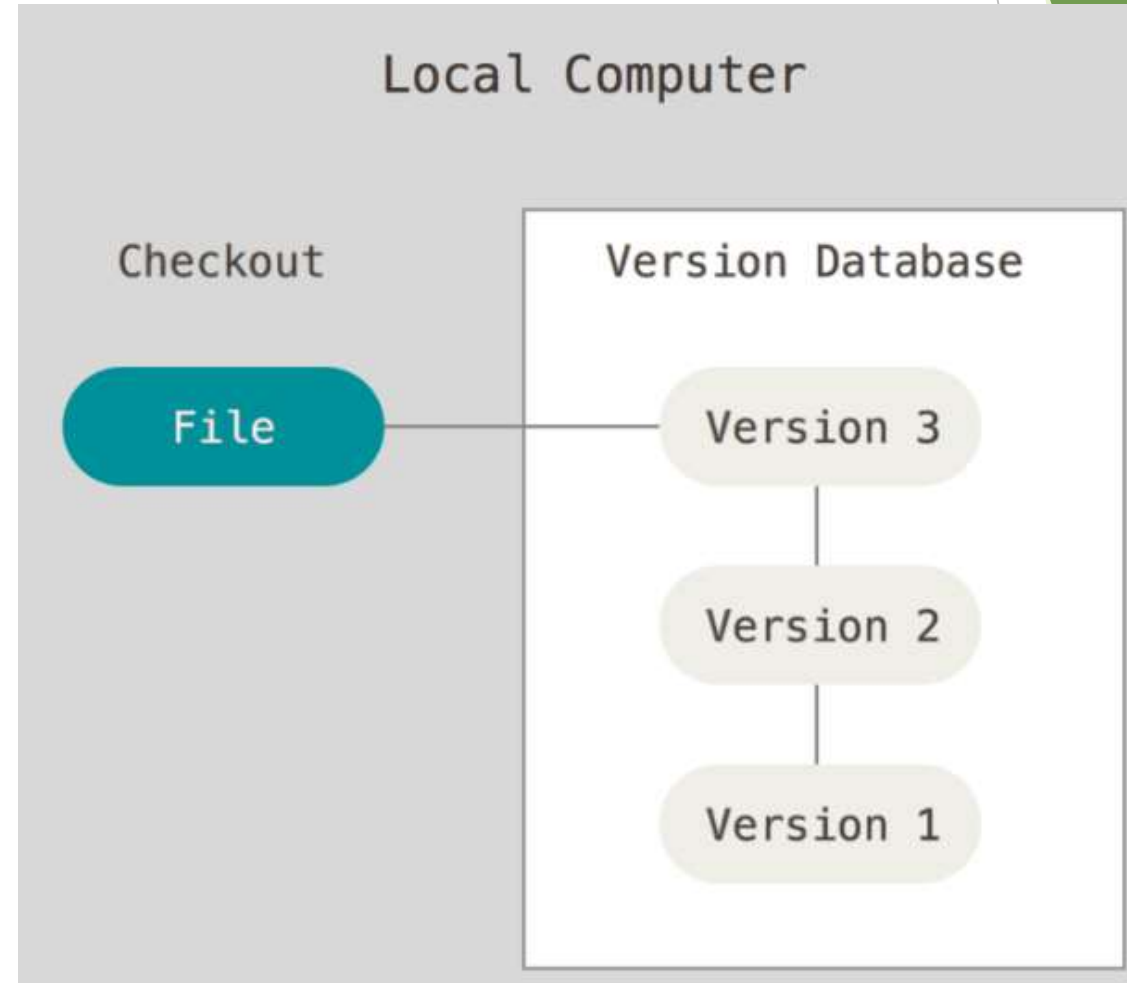 Local Computer
Checkout
Version Database
File
Version 3
Version 2
Version 1